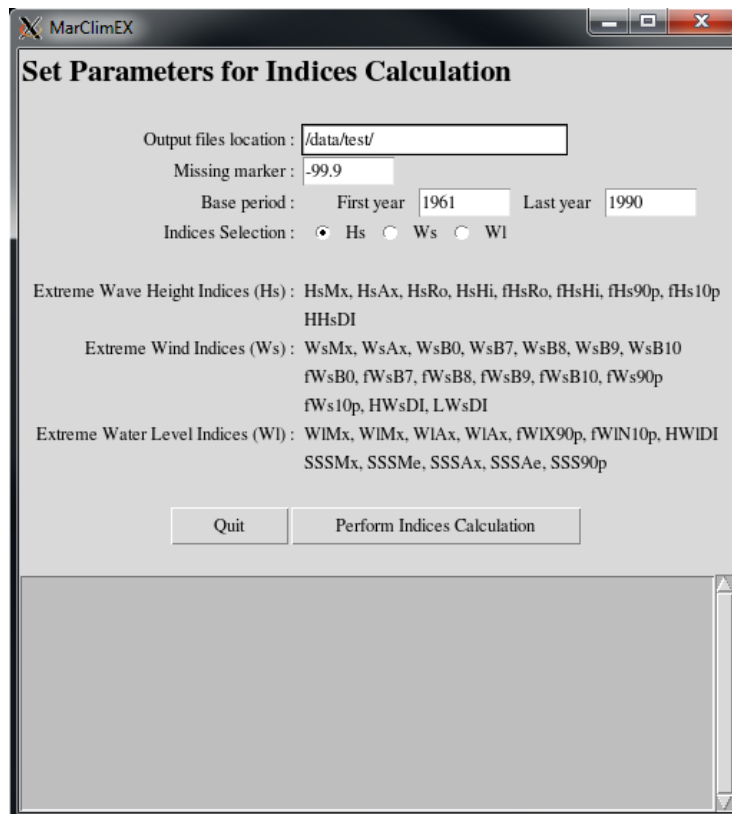 MarClimEX
Set Parameters for Indices Calculation
Output files location : /data/test/
Missing marker : -99.9
Base period : First year 1961 Last year 1990
Indices Selection : Hs Ws Wl
Extreme Wave Height Indices (Hs) : HsMx, HsAx, HsRo, HsHi, fHsRo, fHsHi, fHs90p, fHs10p
HHsDI
Extreme Wind Indices (Ws) : WsMx, WsAx, WsB0, WsB7, WsB8, WsB9, WsB10
fWsB0, fWsB7, fWsB8, fWsB9, fWsB10, fWs90p
fWs10p, HWsDI, LWsDI
Extreme Water Level Indices (Wl) : WlMx, WlMx, WlAx, WlAx, fWlX90p, fWlN10p, HWlDI
SSSMx, SSSMe, SSSAx, SSSAe, SSS90p
Quit Perform Indices Calculation